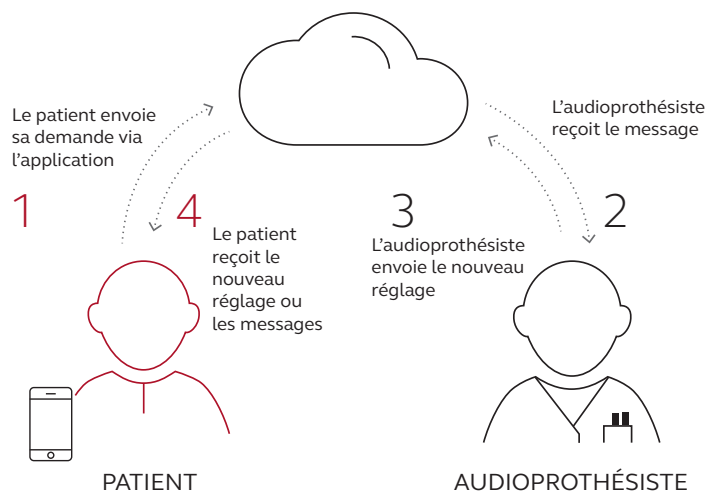 Le patient envoie
sa demande via
l'application
1
L'audioprothésiste
reçoit le message
2
3
L'audioprothésiste
envoie le nouveau
réglage
4
Le patient
reçoit le
nouveau
réglage ou
les messages
PATIENT
AUDIOPROTHÉSISTE